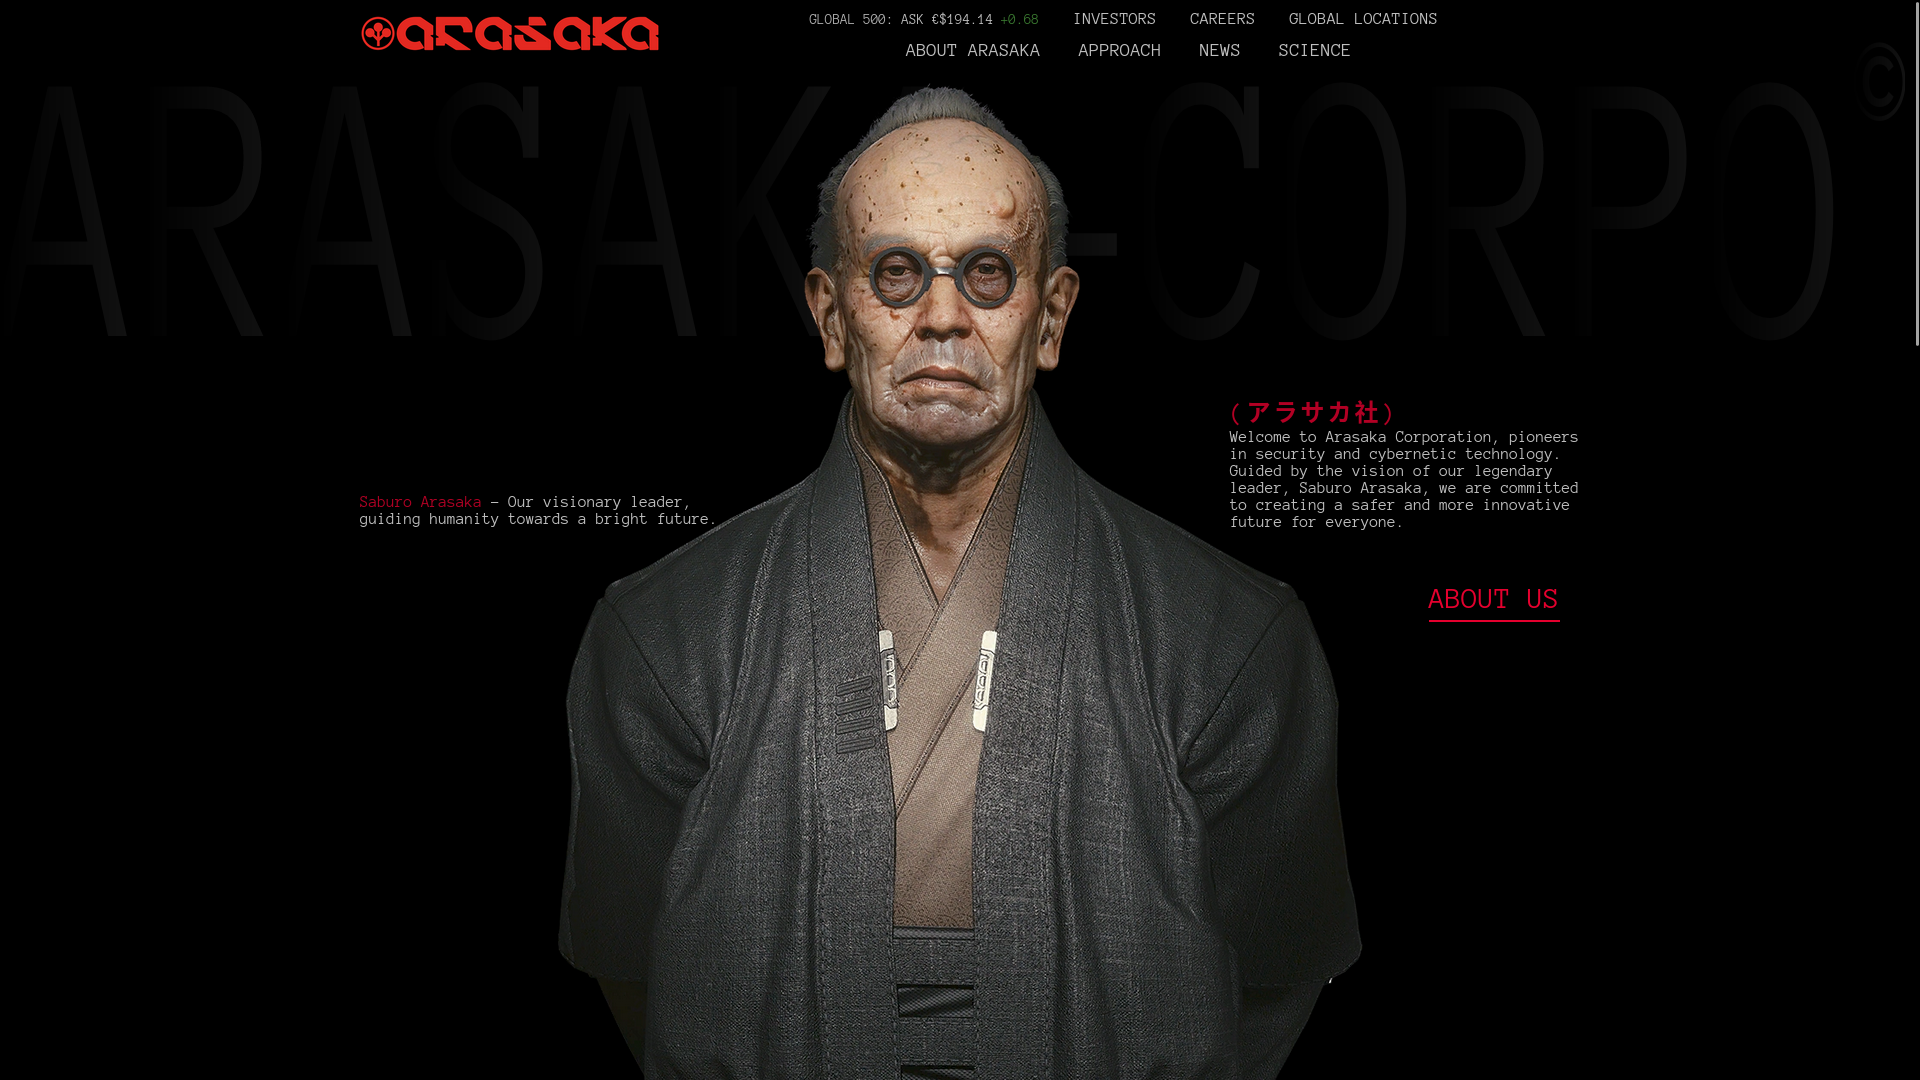 arasaka
GLOBAL 500: ASK €$194.14 +0.68
INVESTORS
CAREERS
GLOBAL LOCATIONS
ABOUT ARASAKA
APPROACH
NEWS
SCIENCE
ARASAK -CORPO©
(アラサカ社)
Welcome to Arasaka Corporation, pioneers
in security and cybernetic technology.
Guided by the vision of our legendary
leader, Saburo Arasaka, we are committed
to creating a safer and more innovative
future for everyone.
Saburo Arasaka — Our visionary leader,
guiding humanity towards a bright future.
ABOUT US